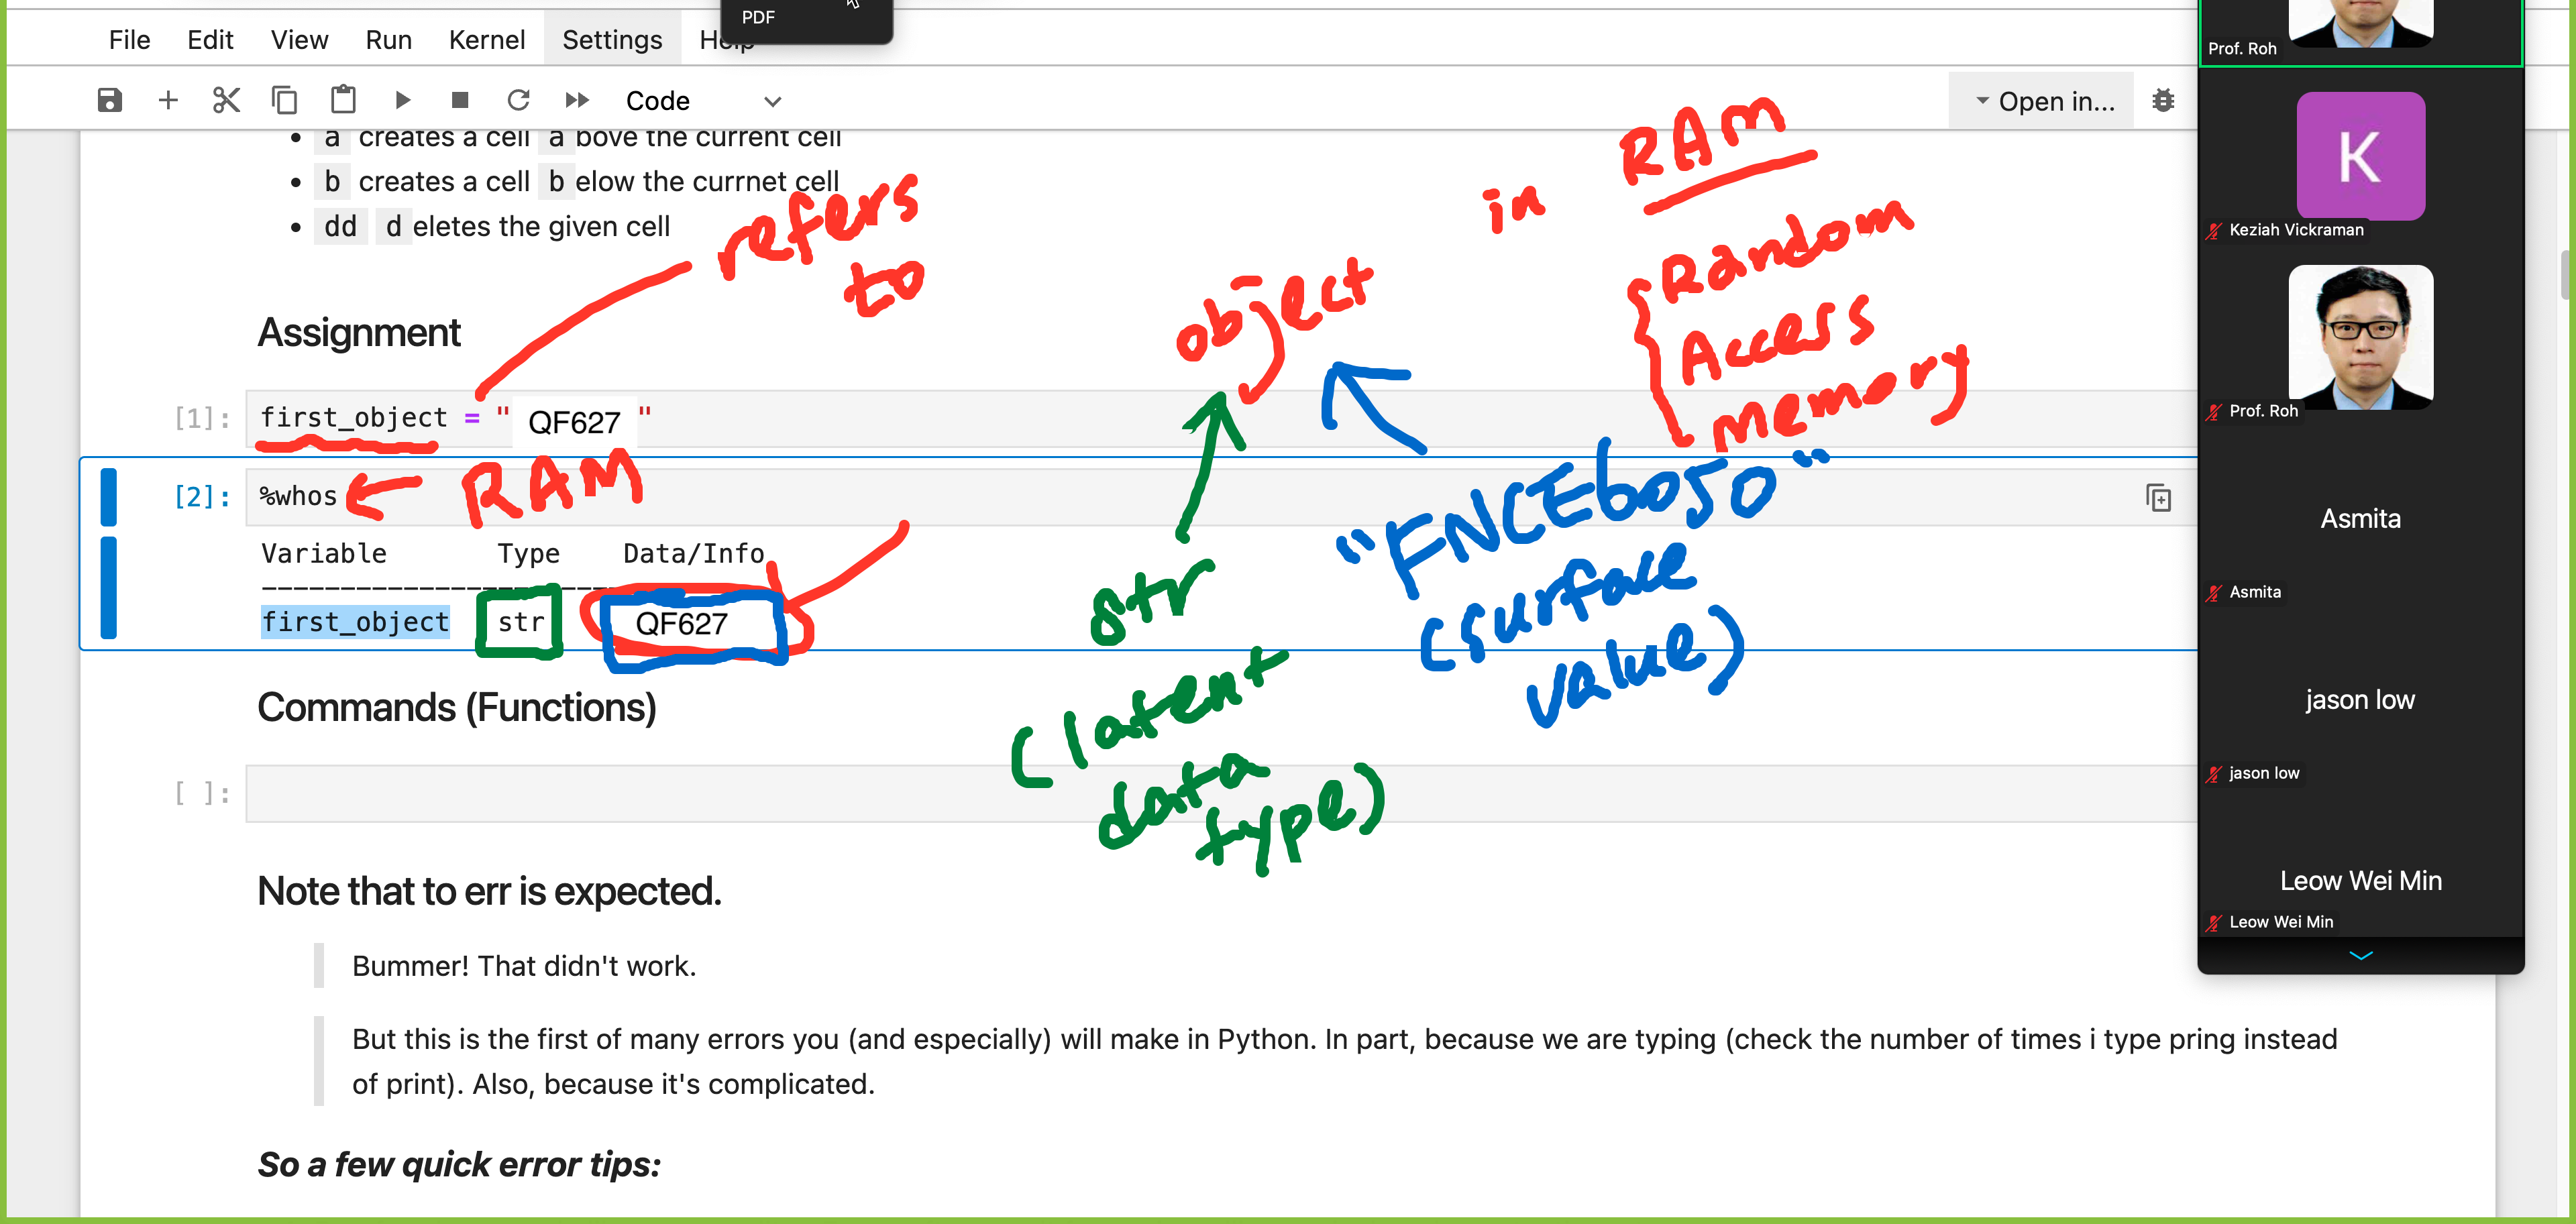 PDF
File Edit View Run Kernel Settings Help
Code
Open in...
a creates a cell a bove the current cell
b creates a cell b elow the currnet cell
dd d eletes the given cell
refers
to
object
in RAM
Random
Access
Memory
Assignment
[1]: first_object = " QF627 "
[2]: %whos
RAM
Variable Type Data/Info
------------------------------
first_object str QF627
str
(latent
data
type)
"FNCE6050"
(surface
value)
Commands (Functions)
[ ]:
Note that to err is expected.
Bummer! That didn't work.
But this is the first of many errors you (and especially) will make in Python. In part, because we are typing (check the number of times i type pring instead
of print). Also, because it's complicated.
So a few quick error tips:
Prof. Roh
K
Keziah Vickraman
Prof. Roh
Asmita
Asmita
jason low
jason low
Leow Wei Min
Leow Wei Min